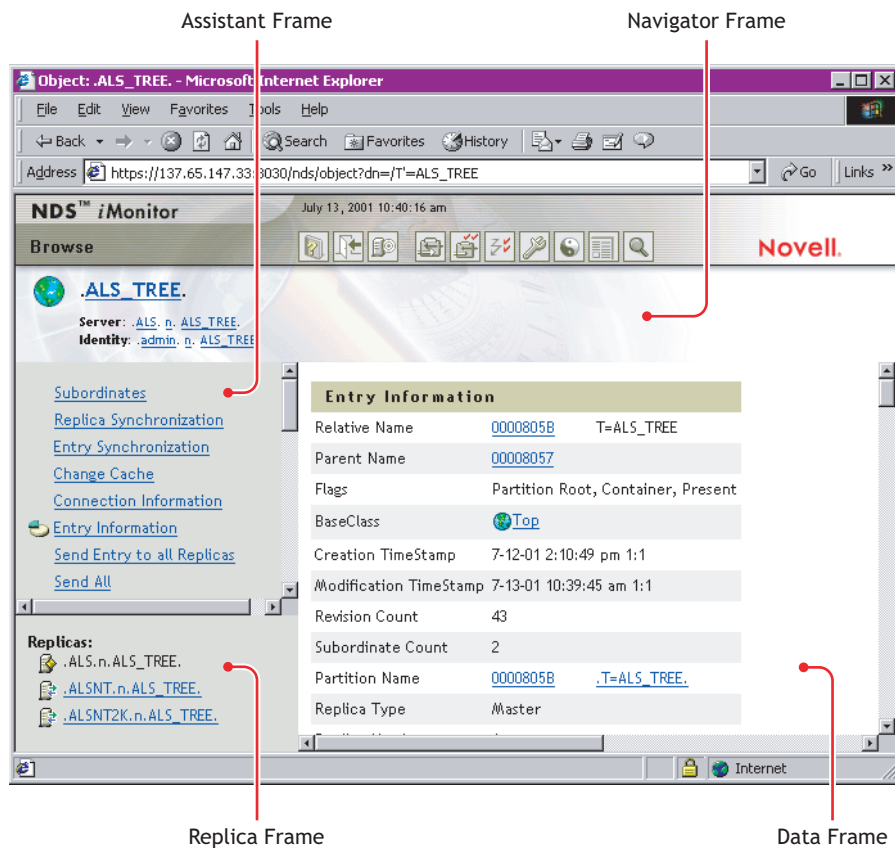 Assistant Frame
Navigator Frame
Object: .ALS_TREE. - Microsoft Internet Explorer
File Edit View Favorites Tools Help
Back Search Favorites History
Address https://137.65.147.33:8030/nds/object?dn=/T'=ALS_TREE Go Links »
NDS™ iMonitor
July 13, 2001 10:40:16 am
Browse
Novell.
.ALS_TREE.
Server: .ALS. n. ALS_TREE.
Identity: .admin. n. ALS_TREE
Subordinates
Replica Synchronization
Entry Synchronization
Change Cache
Connection Information
Entry Information
Send Entry to all Replicas
Send All
Replicas:
.ALS.n.ALS_TREE.
.ALSNT.n.ALS_TREE.
.ALSNT2K.n.ALS_TREE.
Entry Information
Relative Name 0000805B T=ALS_TREE
Parent Name 00008057
Flags Partition Root, Container, Present
BaseClass Top
Creation TimeStamp 7-12-01 2:10:49 pm 1:1
Modification TimeStamp 7-13-01 10:39:45 am 1:1
Revision Count 43
Subordinate Count 2
Partition Name 0000805B .T=ALS_TREE.
Replica Type Master
Internet
Replica Frame
Data Frame